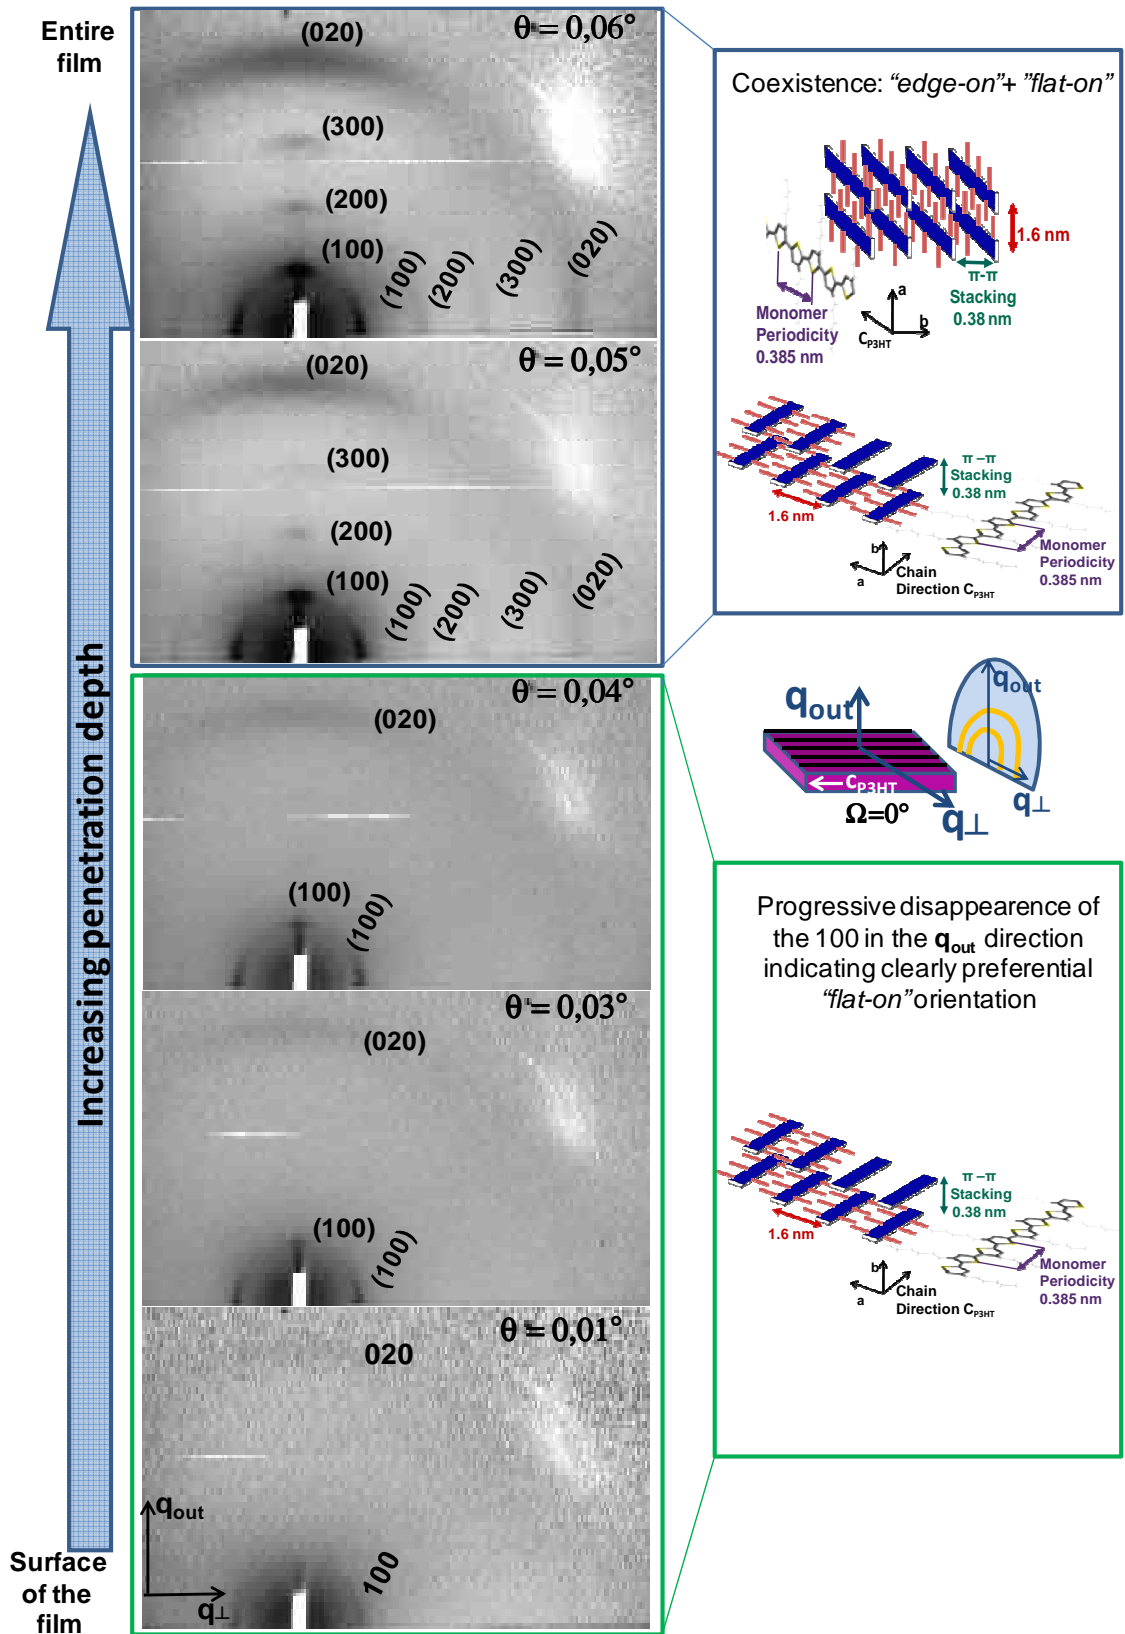 Entire
film
Increasing penetration depth
Surface
of the
film
(020)
θ = 0,06°
(300)
(200)
(100)
(100)
(200)
(300)
(020)
(020)
θ = 0,05°
(300)
(200)
(100)
(100)
(200)
(300)
(020)
θ = 0,04°
(020)
(100)
(100)
θ = 0,03°
(020)
(100)
(100)
θ = 0,01°
020
100
qout
q⊥
Coexistence: “edge-on”+ ”flat-on”
1.6 nm
π-π
Stacking
0.38 nm
Monomer
Periodicity
0.385 nm
a
b
CP3HT
π–π
Stacking
0.38 nm
1.6 nm
Monomer
Periodicity
0.385 nm
b
a
Chain
Direction CP3HT
qout
qout
CP3HT
Ω=0°
q⊥
q⊥
Progressive disappearence of
the 100 in the qout direction
indicating clearly preferential
“flat-on” orientation
π–π
Stacking
0.38 nm
1.6 nm
Monomer
Periodicity
0.385 nm
b
a
Chain
Direction CP3HT